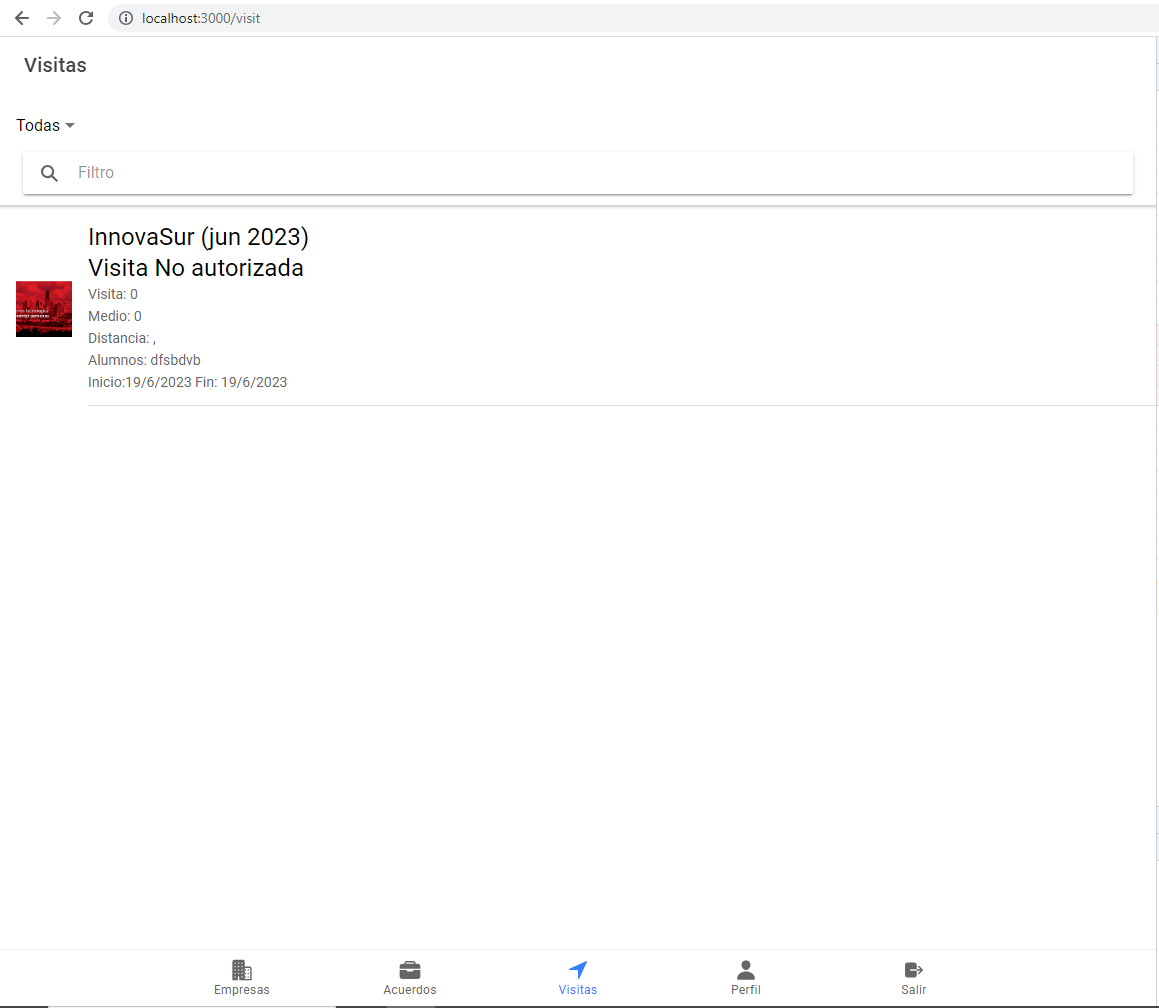 localhost:3000/visit
Visitas
Todas
Filtro
InnovaSur (jun 2023)
Visita No autorizada
Visita: 0
Medio: 0
Distancia: ,
Alumnos: dfsbdvb
Inicio:19/6/2023 Fin: 19/6/2023
Empresas
Acuerdos
Visitas
Perfil
Salir